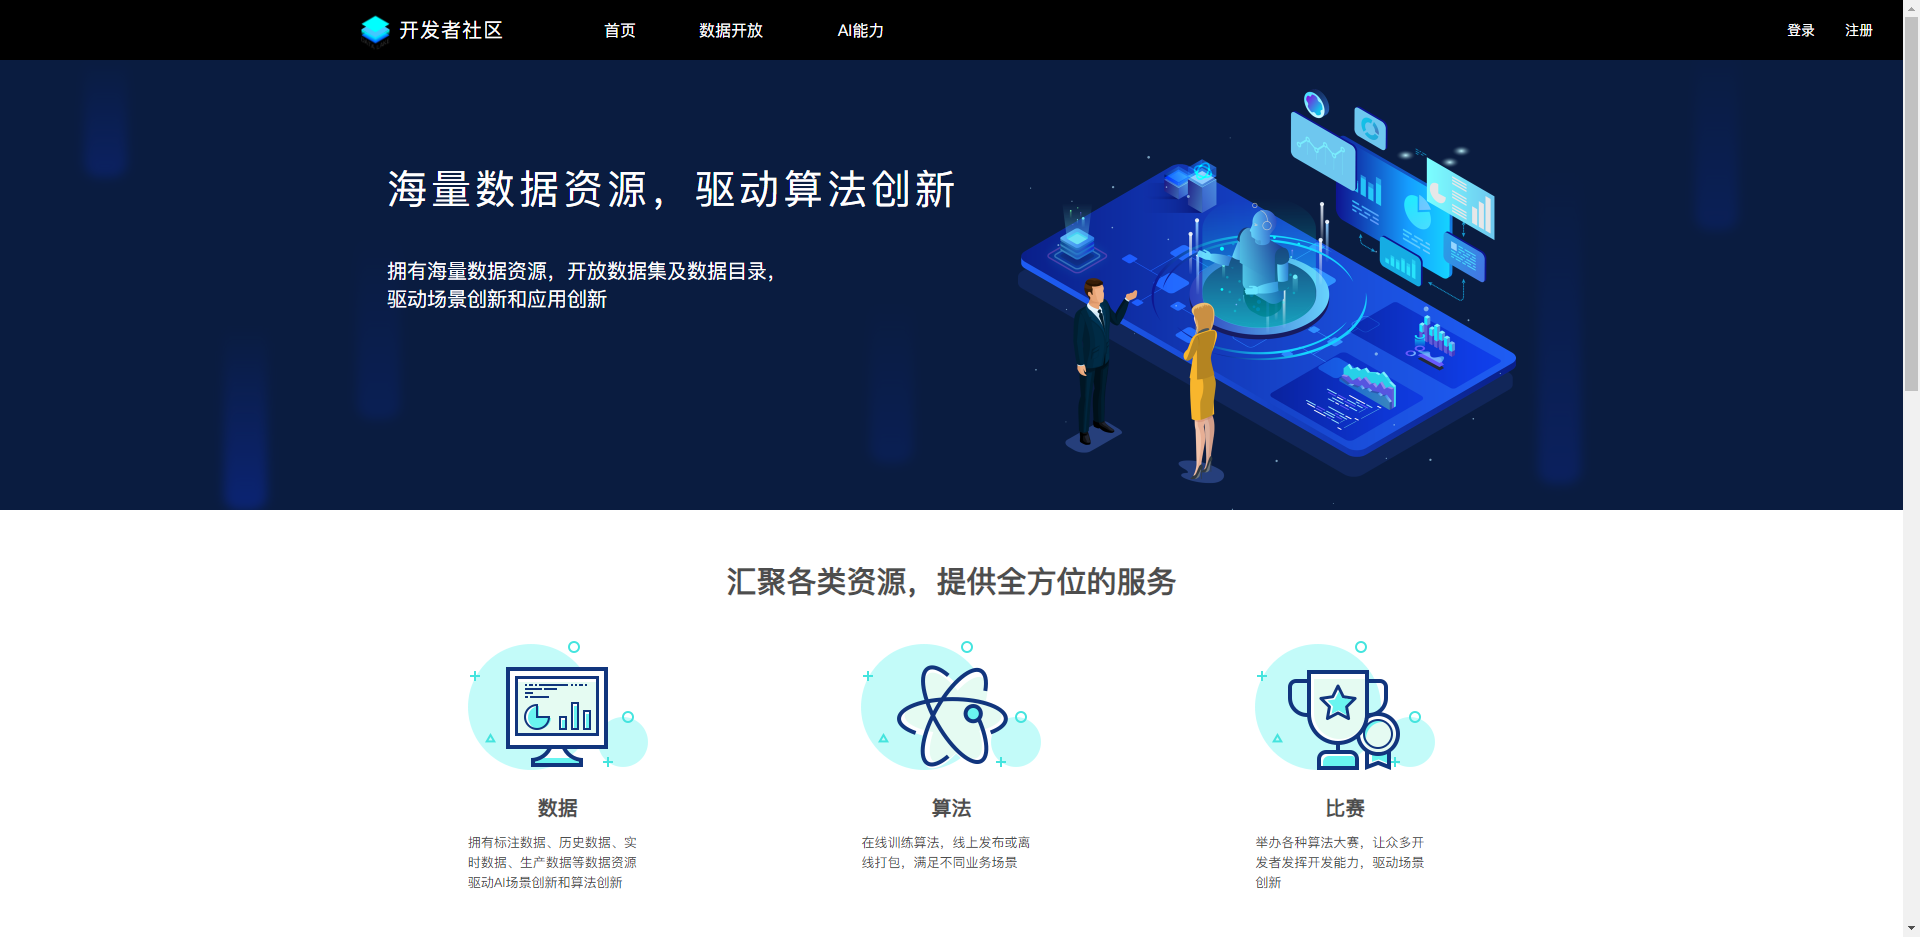 开发者社区
首页
数据开放
AI能力
登录
注册
海量数据资源，驱动算法创新
拥有海量数据资源，开放数据集及数据目录，
驱动场景创新和应用创新
汇聚各类资源，提供全方位的服务
数据
拥有标注数据、历史数据、实
时数据、生产数据等数据资源
驱动AI场景创新和算法创新
算法
在线训练算法，线上发布或离
线打包，满足不同业务场景
比赛
举办各种算法大赛，让众多开
发者发挥开发能力，驱动场景
创新